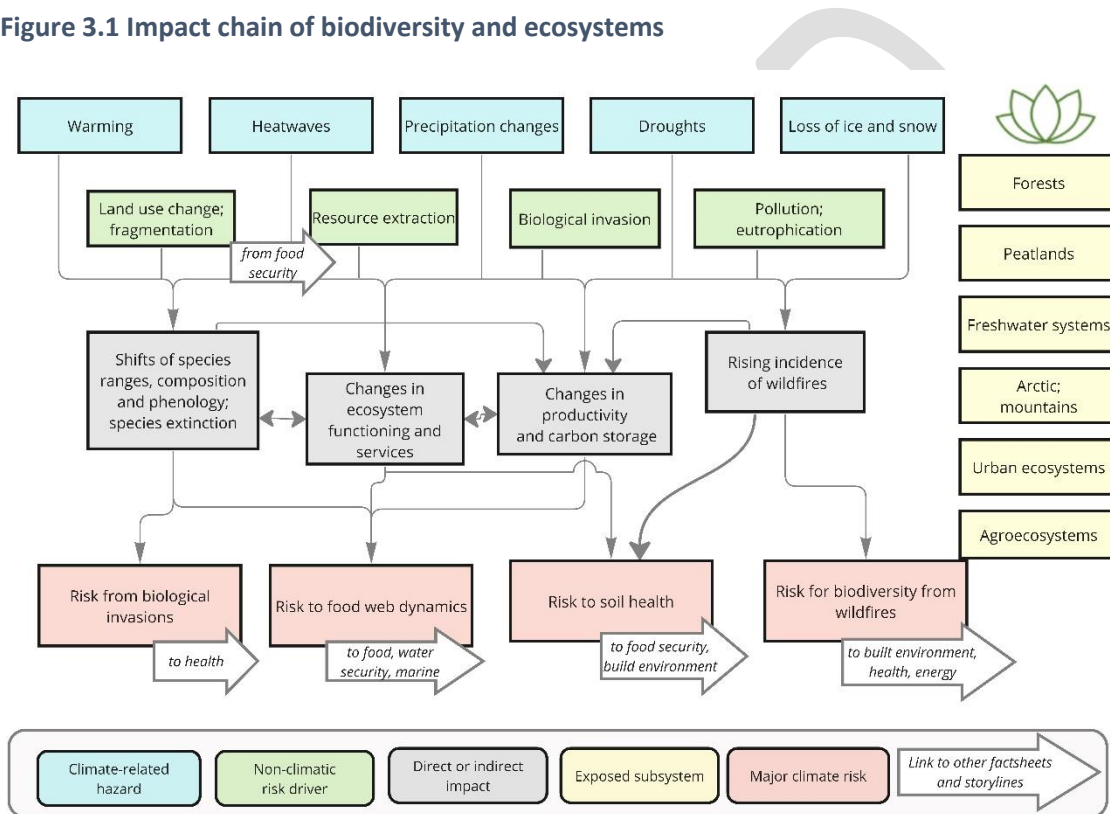 Figure 3.1 Impact chain of biodiversity and ecosystems
Warming
Heatwaves
Precipitation changes
Droughts
Loss of ice and snow
Land use change;
fragmentation
Resource extraction
Biological invasion
Pollution;
eutrophication
from food
security
Shifts of species
ranges, composition
and phenology;
species extinction
Changes in
ecosystem
functioning and
services
Changes in
productivity
and carbon storage
Rising incidence
of wildfires
Forests
Peatlands
Freshwater systems
Arctic;
mountains
Urban ecosystems
Agroecosystems
Risk from biological
invasions
to health
Risk to food web dynamics
to food, water
security, marine
Risk to soil health
to food security,
build environment
Risk for biodiversity from
wildfires
to built environment,
health, energy
Climate-related
hazard
Non-climatic
risk driver
Direct or indirect
impact
Exposed subsystem
Major climate risk
Link to other factsheets
and storylines